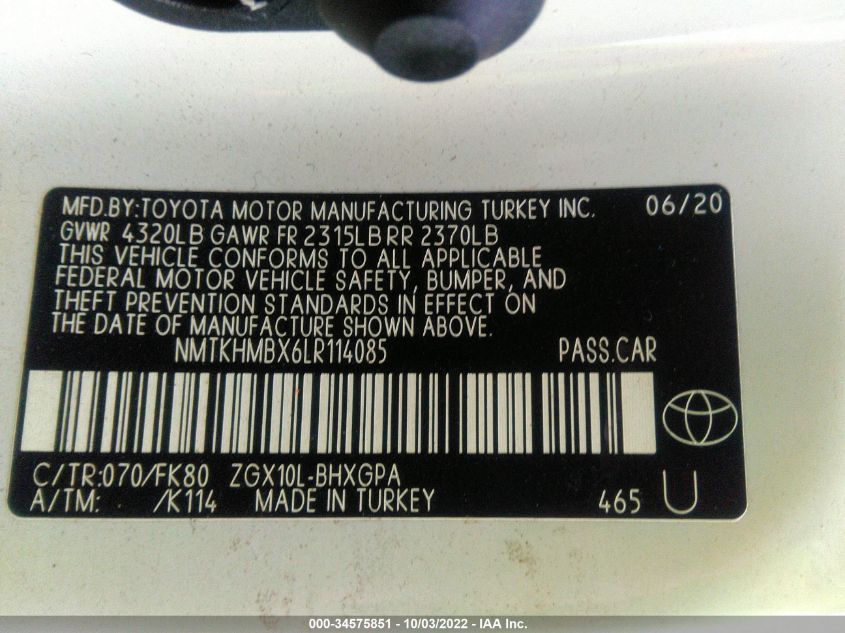 MFD.BY:TOYOTA MOTOR MANUFACTURING TURKEY INC. 06/20
GVWR 4320LB GAWR FR 2315LB RR 2370LB
THIS VEHICLE CONFORMS TO ALL APPLICABLE
FEDERAL MOTOR VEHICLE SAFETY, BUMPER, AND
THEFT PREVENTION STANDARDS IN EFFECT ON
THE DATE OF MANUFACTURE SHOWN ABOVE.
NMTKHMBX6LR114085 PASS.CAR
C/TR:070/FK80 ZGX10L-BHXGPA
A/TM: /K114 MADE IN TURKEY 465 U
000-34575851 - 10/03/2022 - IAA Inc.